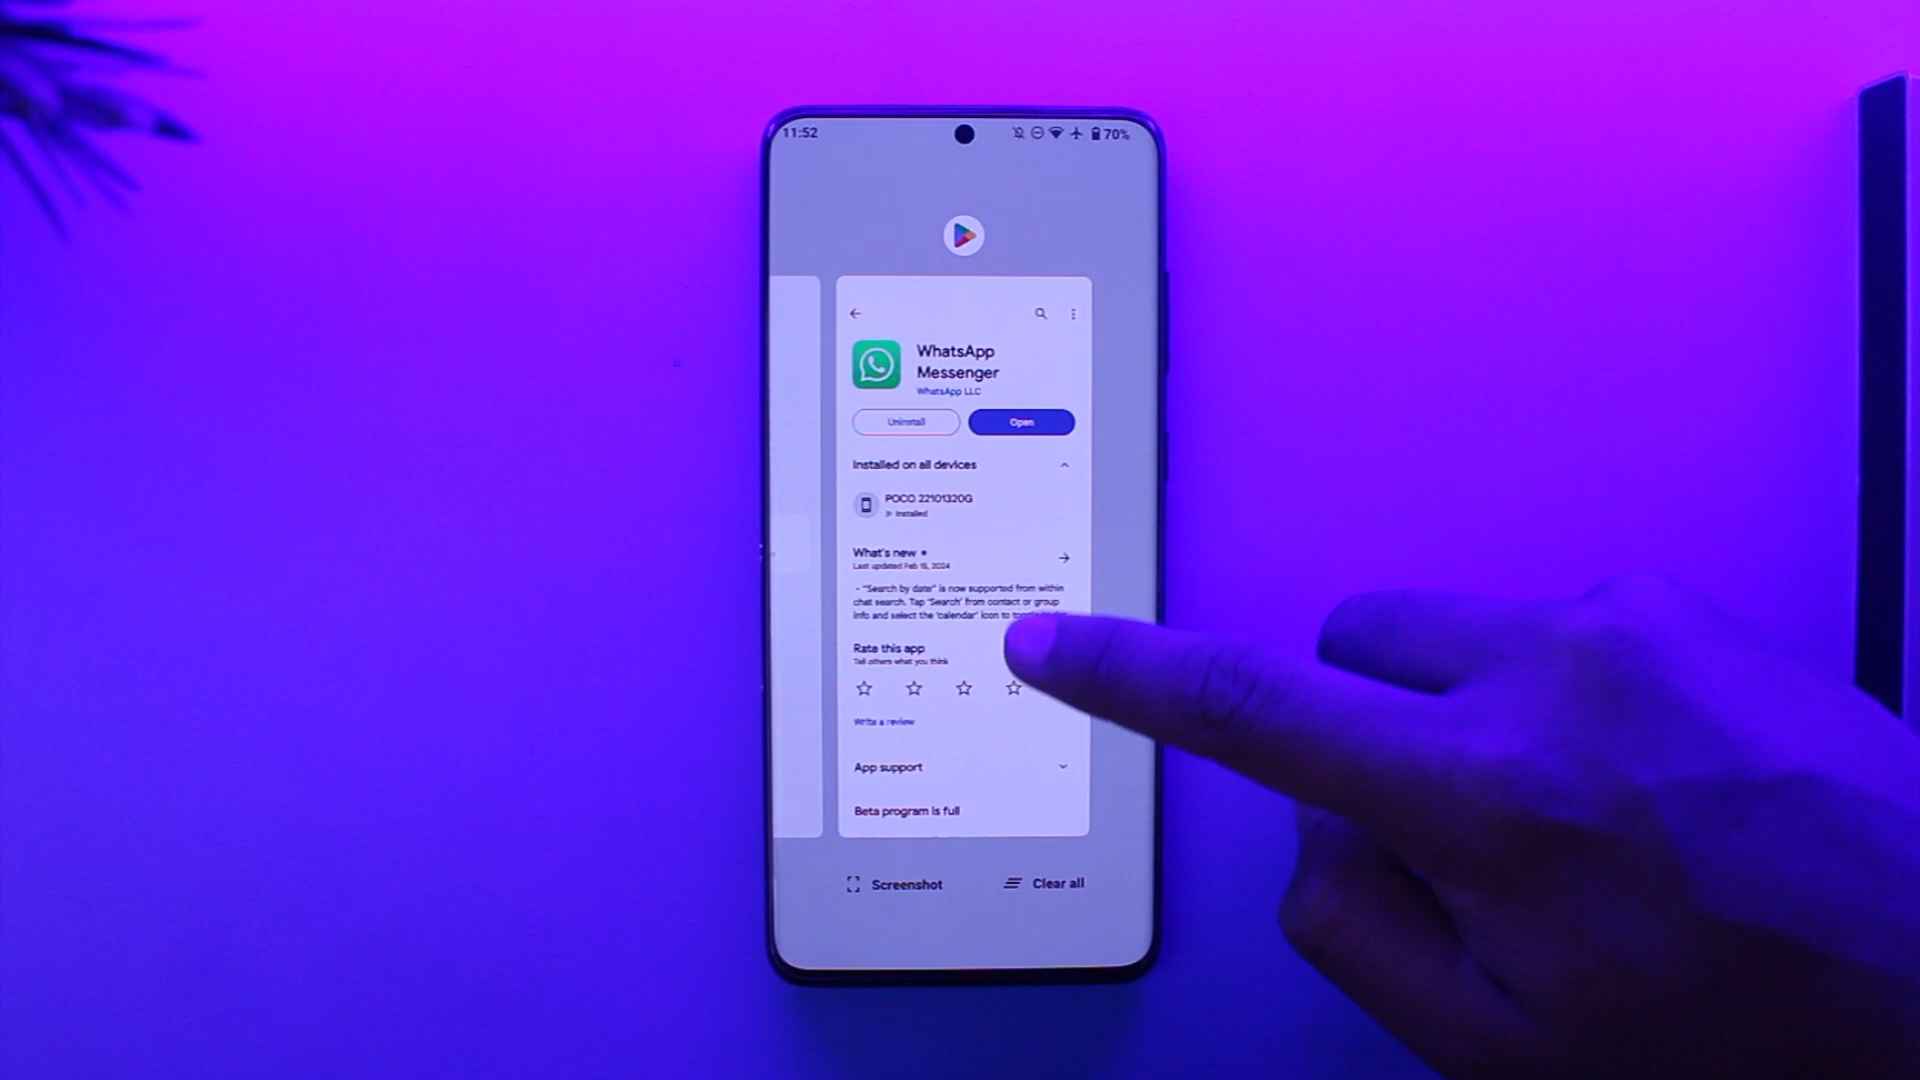 11:52
70%
WhatsApp
Messenger
WhatsApp LLC
Uninstall
Open
Installed on all devices
POCO 22101320G
Installed
What's new •
Last updated Feb 15, 2024
- "Search by date" is now supported from within
chat search. Tap 'Search' from contact or group
info and select the 'calendar' icon to
Rate this app
Tell others what you think
Write a review
App support
Beta program is full
Screenshot
Clear all